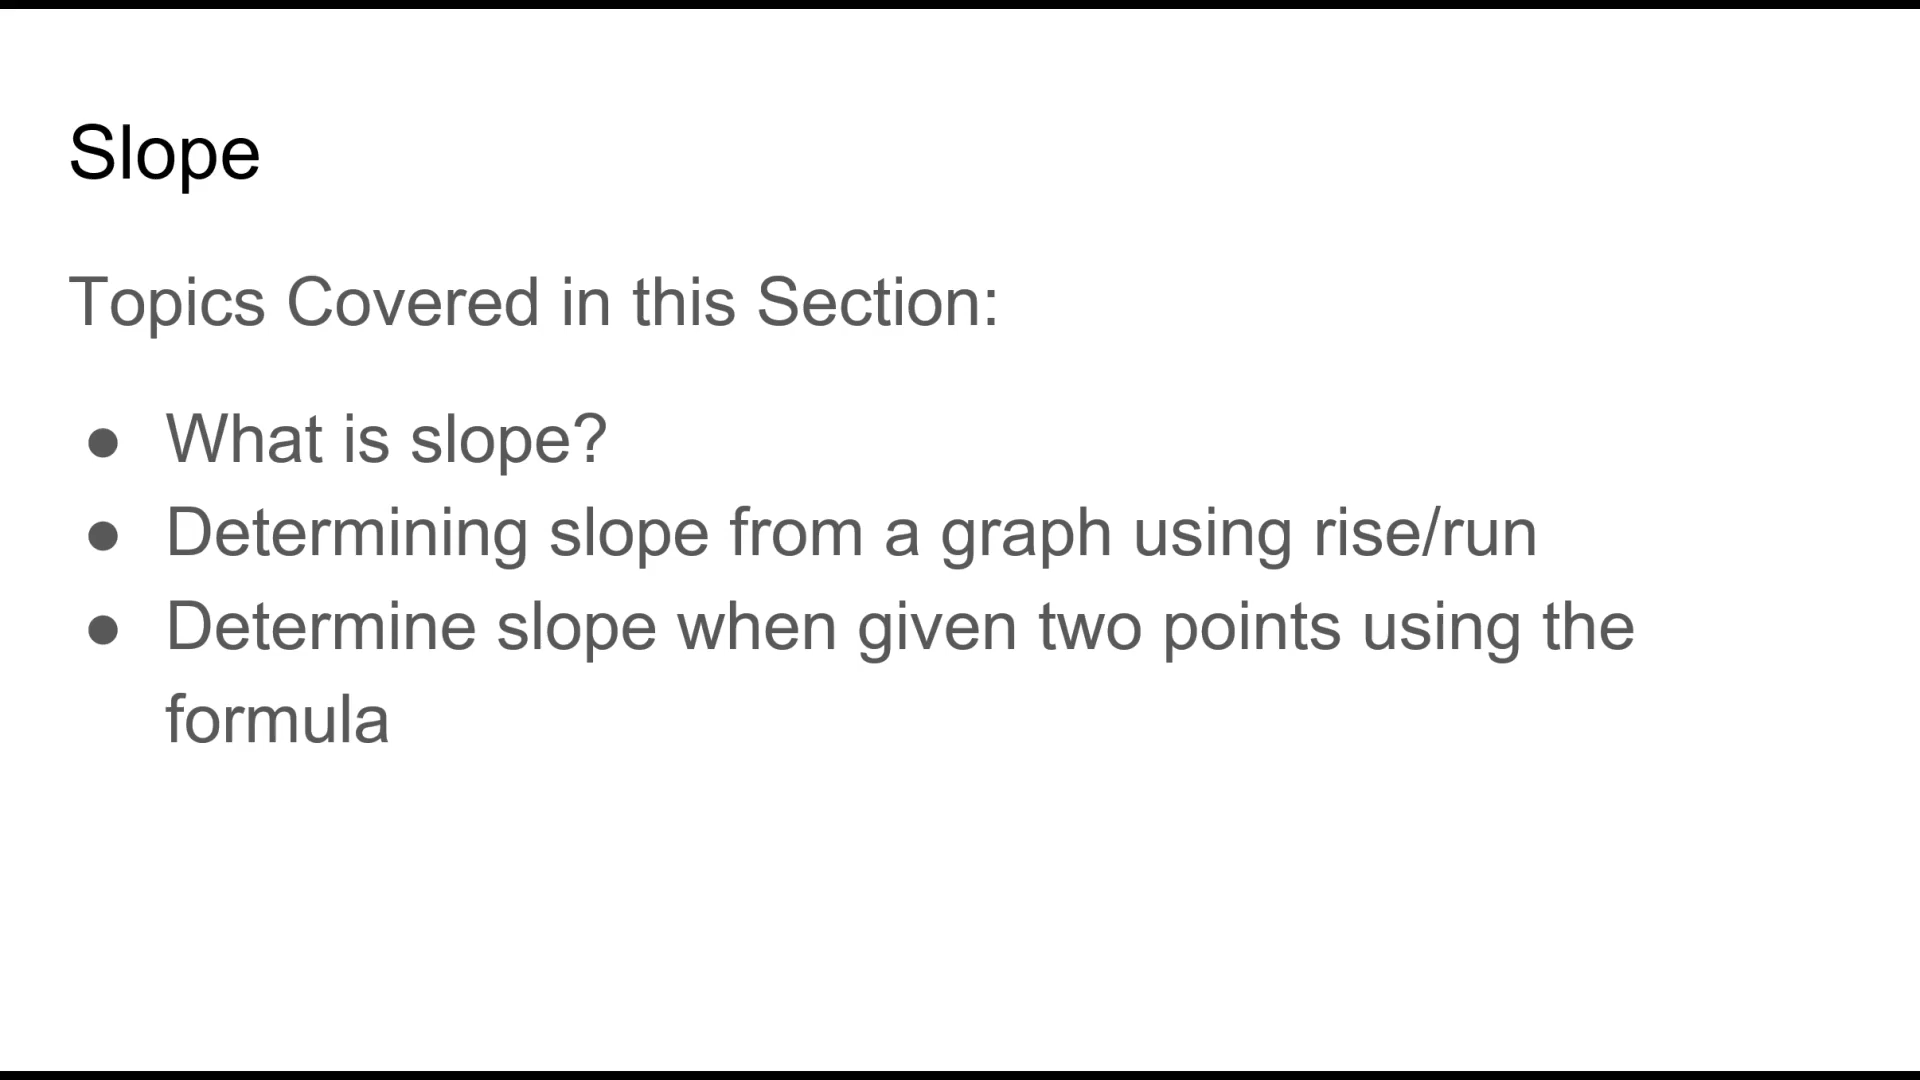 Slope
Topics Covered in this Section:
● What is slope?
● Determining slope from a graph using rise/run
● Determine slope when given two points using the
formula